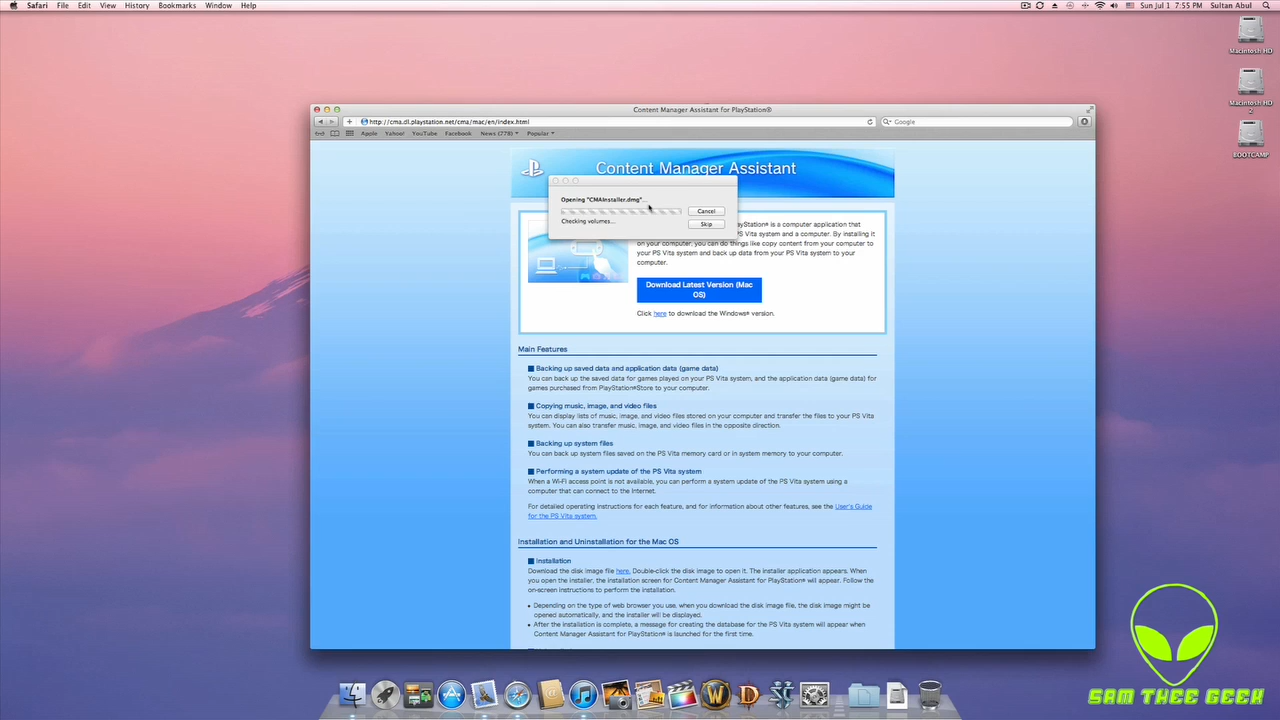 Safari File Edit View History Bookmarks Window Help
Sun Jul 1 7:55 PM Sultan Abul
Macintosh HD
Macintosh HD
2
BOOTCAMP
Content Manager Assistant for PlayStation®
http://cma.dl.playstation.net/cma/mac/en/index.html
Google
Apple Yahoo! YouTube Facebook News (778) Popular
Content Manager Assistant
Opening "CMAInstaller.dmg"...
Cancel
Checking volumes...
Skip
yStation® is a computer application that
PS Vita system and a computer. By installing it
on your computer, you can do things like copy content from your computer to
your PS Vita system and back up data from your PS Vita system to your
computer.
Download Latest Version (Mac
OS)
Click here to download the Windows® version.
Main Features
Backing up saved data and application data (game data)
You can back up the saved data for games played on your PS Vita system, and the application data (game data) for
games purchased from PlayStation®Store to your computer.
Copying music, image, and video files
You can display lists of music, image, and video files stored on your computer and transfer the files to your PS Vita
system. You can also transfer music, image, and video files in the opposite direction.
Backing up system files
You can back up system files saved on the PS Vita memory card or in system memory to your computer.
Performing a system update of the PS Vita system
When a Wi-Fi access point is not available, you can perform a system update of the PS Vita system using a
computer that can connect to the Internet.
For detailed operating instructions for each feature, and for information about other features, see the User's Guide
for the PS Vita system.
Installation and Uninstallation for the Mac OS
Installation
Download the disk image file here. Double-click the disk image to open it. The installer application appears. When
you open the installer, the installation screen for Content Manager Assistant for PlayStation® will appear. Follow the
on-screen instructions to perform the installation.
• Depending on the type of web browser you use, when you download the disk image file, the disk image might be
opened automatically, and the installer will be displayed.
• After the installation is complete, a message for creating the database for the PS Vita system will appear when
Content Manager Assistant for PlayStation® is launched for the first time.
SAM THEE GEEK